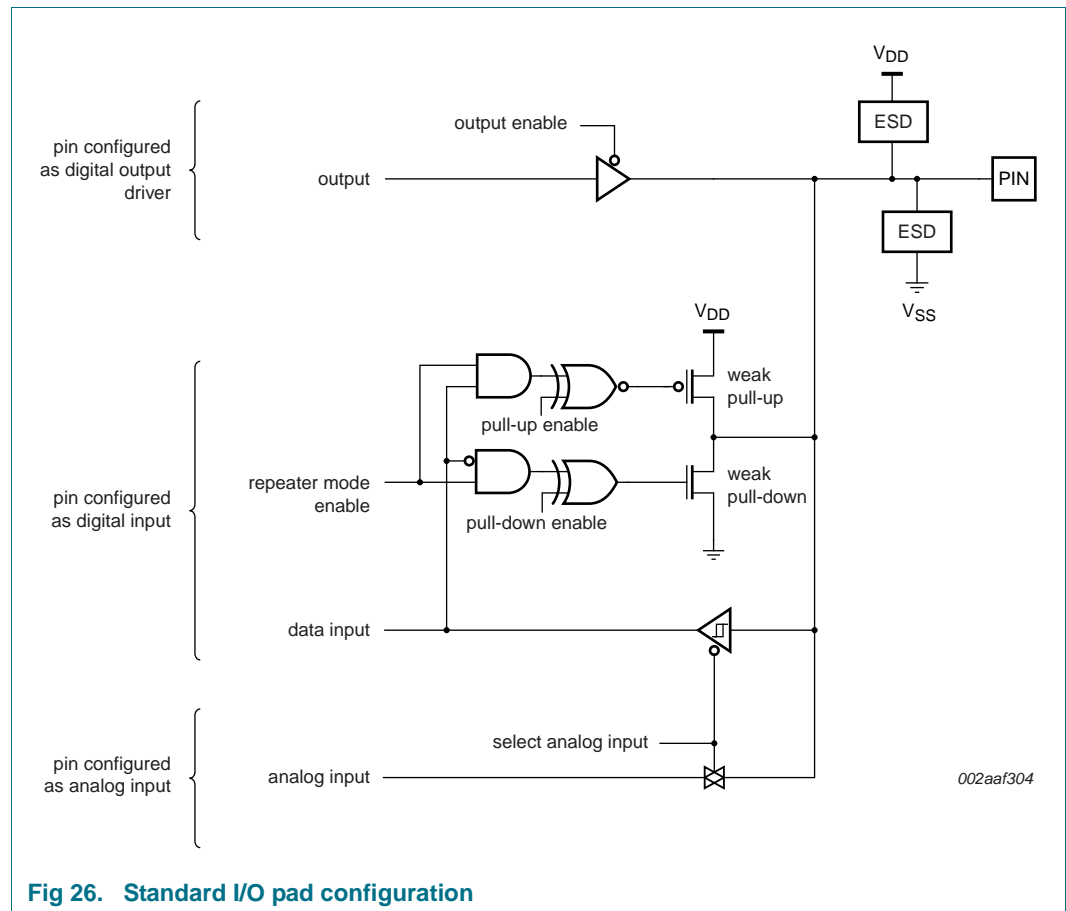 VDD
ESD
output enable
pin configured
as digital output
driver
output
PIN
ESD
VSS
VDD
weak
pull-up
pull-up enable
pin configured
as digital input
repeater mode
enable
weak
pull-down
pull-down enable
data input
select analog input
pin configured
as analog input
analog input
002aaf304
Fig 26. Standard I/O pad configuration